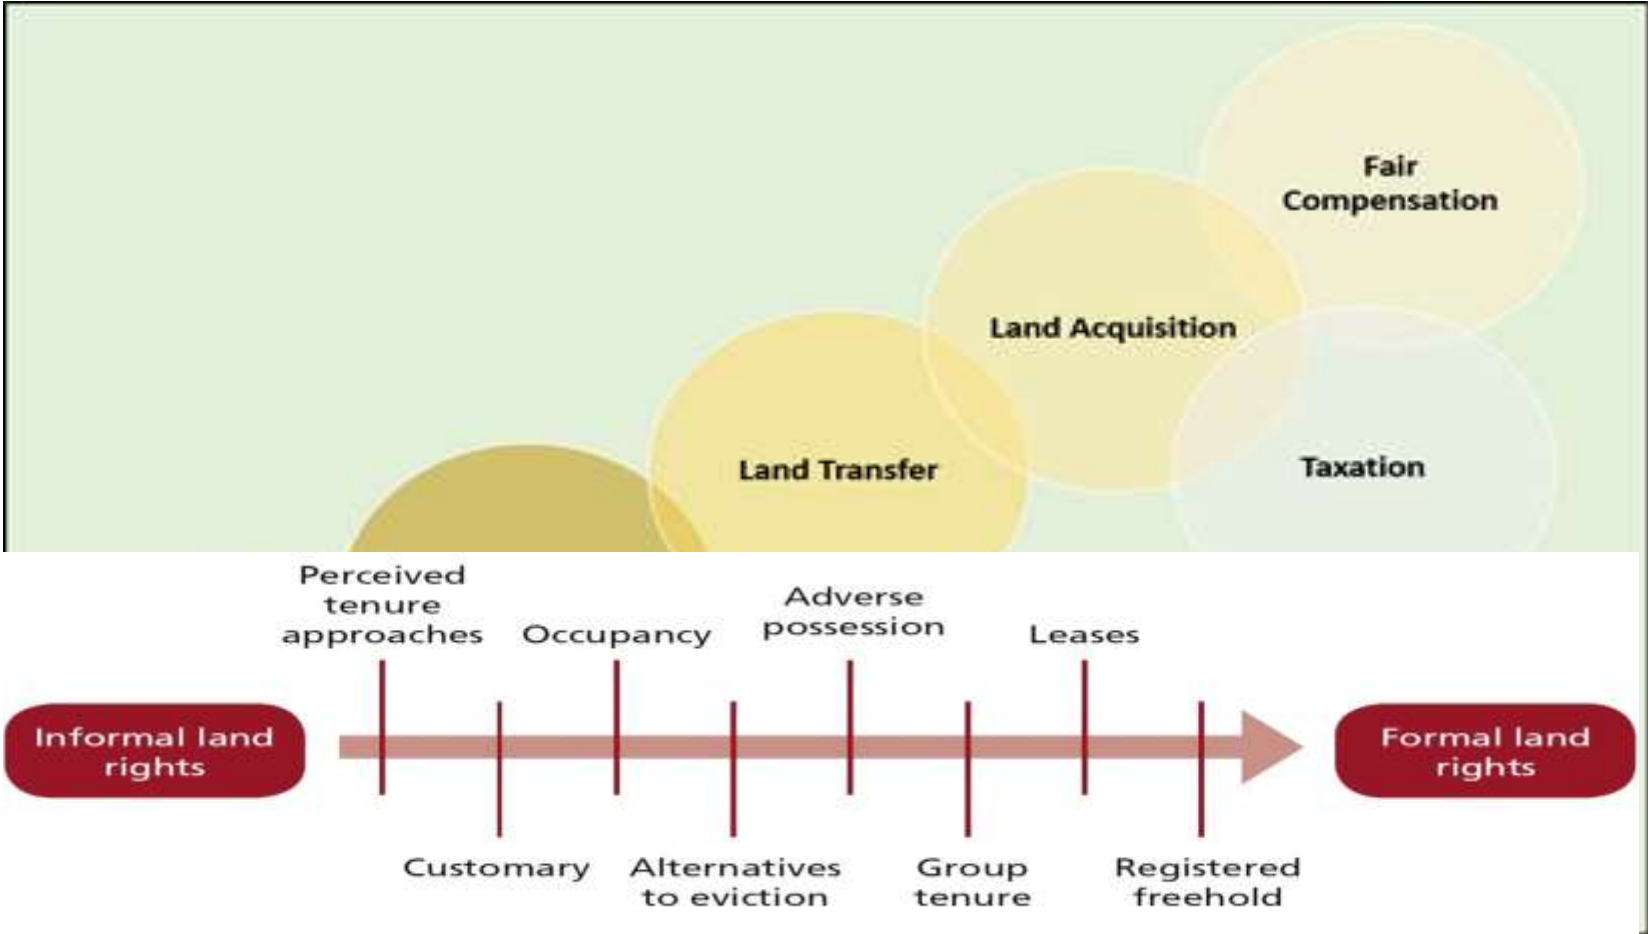 Fair
Compensation
Land Acquisition
Land Transfer
Taxation
Perceived
tenure
approaches
Occupancy
Adverse
possession
Leases
Informal land
rights
Formal land
rights
Customary
Alternatives
to eviction
Group
tenure
Registered
freehold